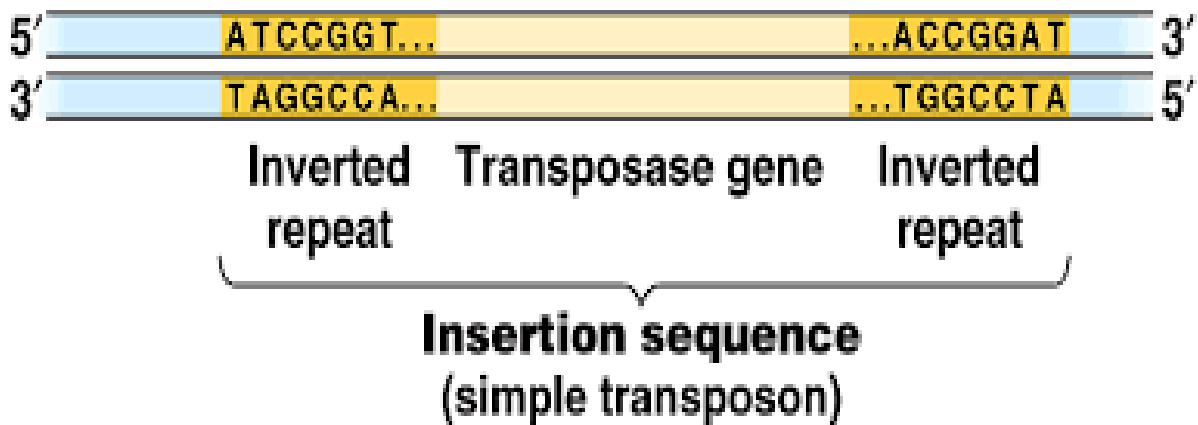 5′ ATCCGGT... ...ACCGGAT 3′
3′ TAGGCCA... ...TGGCCTA 5′
Inverted repeat Transposase gene Inverted repeat
Insertion sequence
(simple transposon)